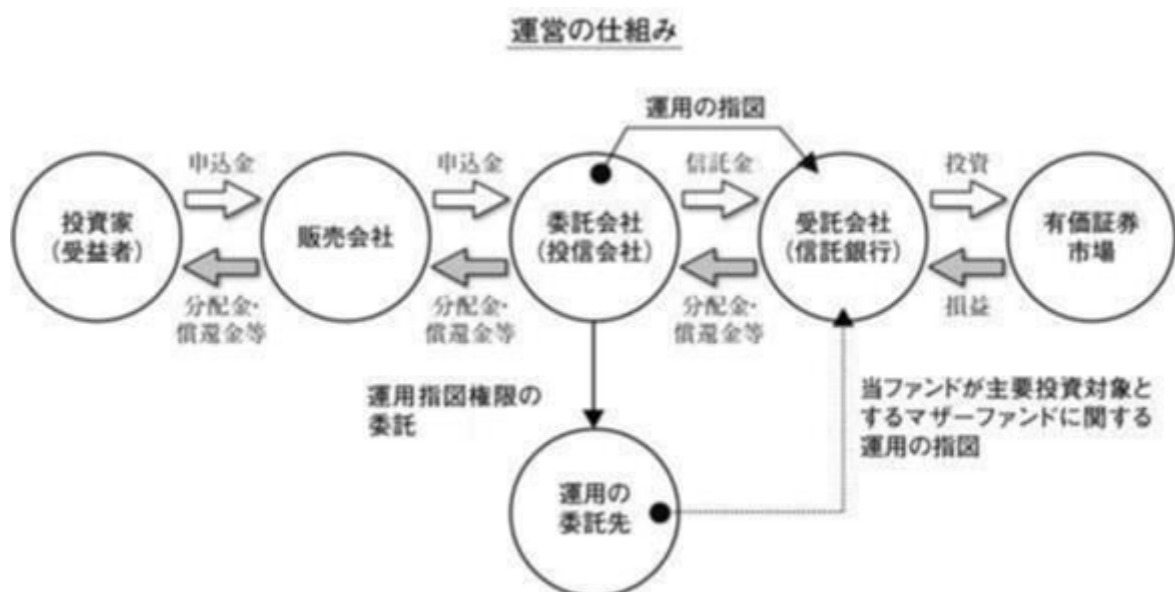 運営の仕組み
運用の指図
申込金
申込金
信託金
投資
投資家
(受益者)
販売会社
委託会社
(投信会社)
受託会社
(信託銀行)
有価証券
市場
分配金・
償還金等
分配金・
償還金等
分配金・
償還金等
損益
運用指図権限の
委託
当ファンドが主要投資対象と
するマザーファンドに関する
運用の指図
運用の
委託先